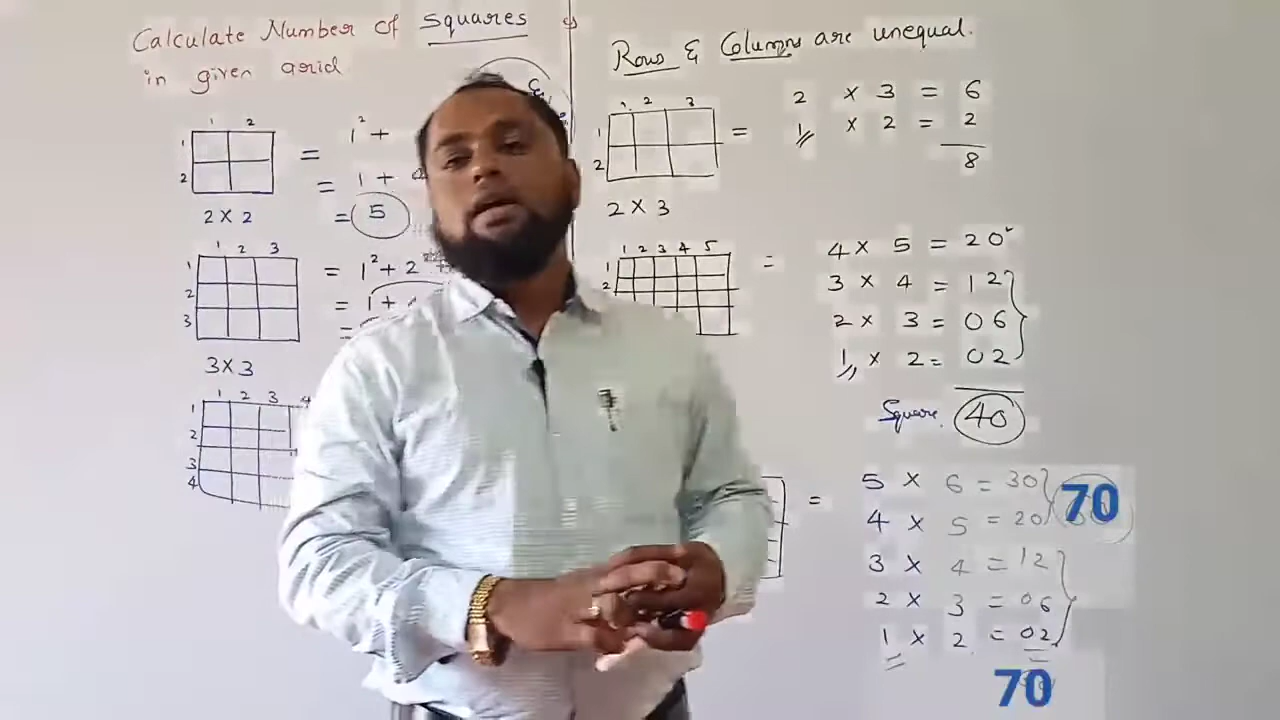 Calculate Number of Squares
in given arid
1 2
1
2
= 1² +
= 1 +
= 5
2 X 2
1 2 3
1
2
3
= 1² + 2
= 1 +
=
3 X 3
1 2 3 4
1
2
3
4
Rows & Columns are unequal.
1 2 3
1
2
=
2 × 3 = 6
1 × 2 = 2
8
2 X 3
1 2 3 4 5
1
2
=
4 × 5 = 20
3 × 4 = 12
2 × 3 = 06
1 × 2 = 02
Square. 40
=
5 × 6 = 30
4 × 5 = 20
70
3 × 4 = 12
2 × 3 = 06
1 × 2 = 02
70